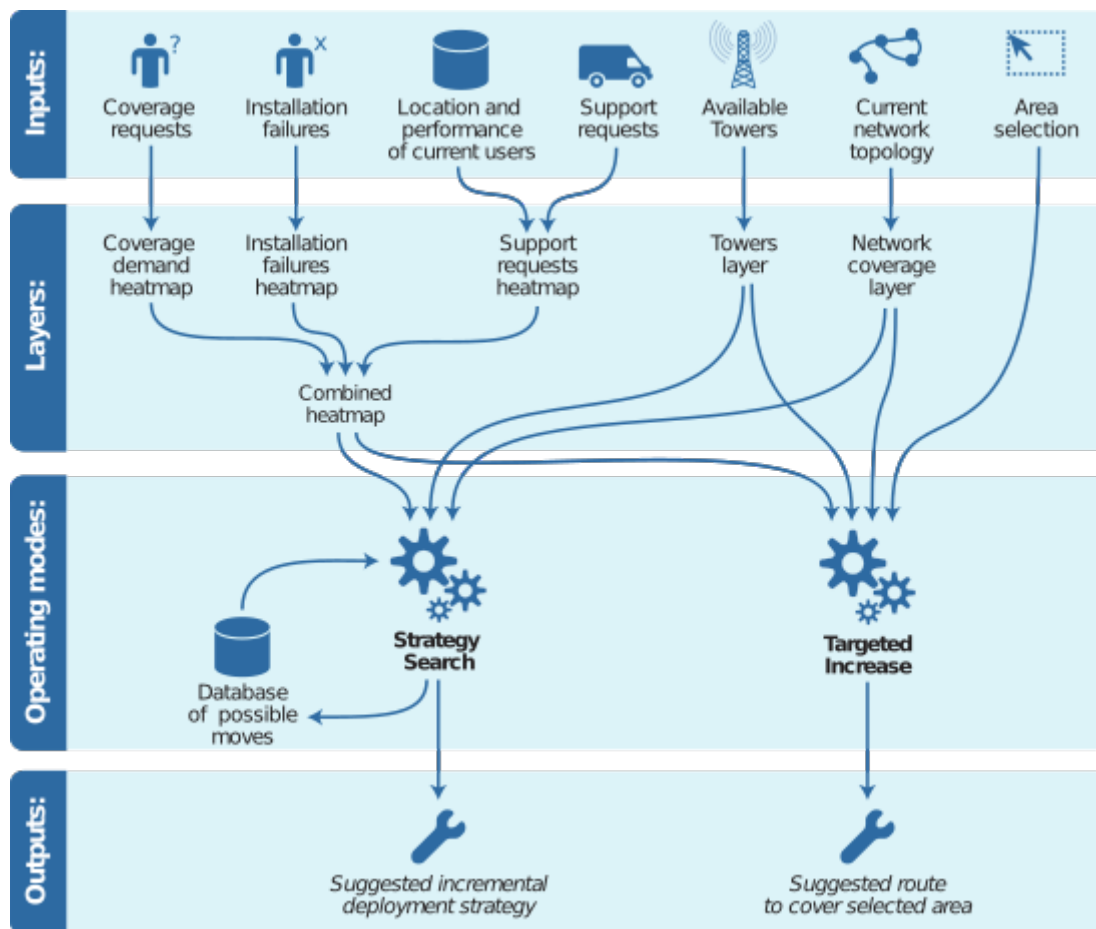 Inputs:
?
x
Coverage
requests
Installation
failures
Location and
performance
of current users
Support
requests
Available
Towers
Current
network
topology
Area
selection
Layers:
Coverage
demand
heatmap
Installation
failures
heatmap
Support
requests
heatmap
Towers
layer
Network
coverage
layer
Combined
heatmap
Operating modes:
Strategy
Search
Targeted
Increase
Database
of possible
moves
Outputs:
Suggested incremental
deployment strategy
Suggested route
to cover selected area